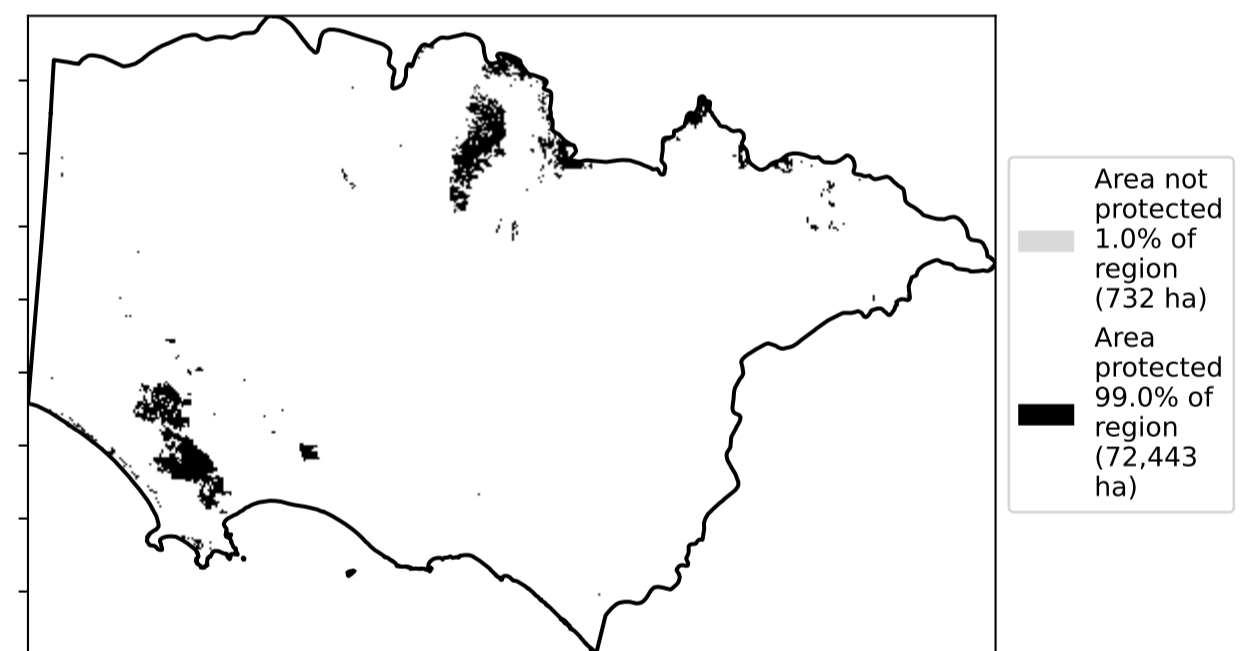 Area not
protected
1.0% of
region
(732 ha)
Area
protected
99.0% of
region
(72,443
ha)